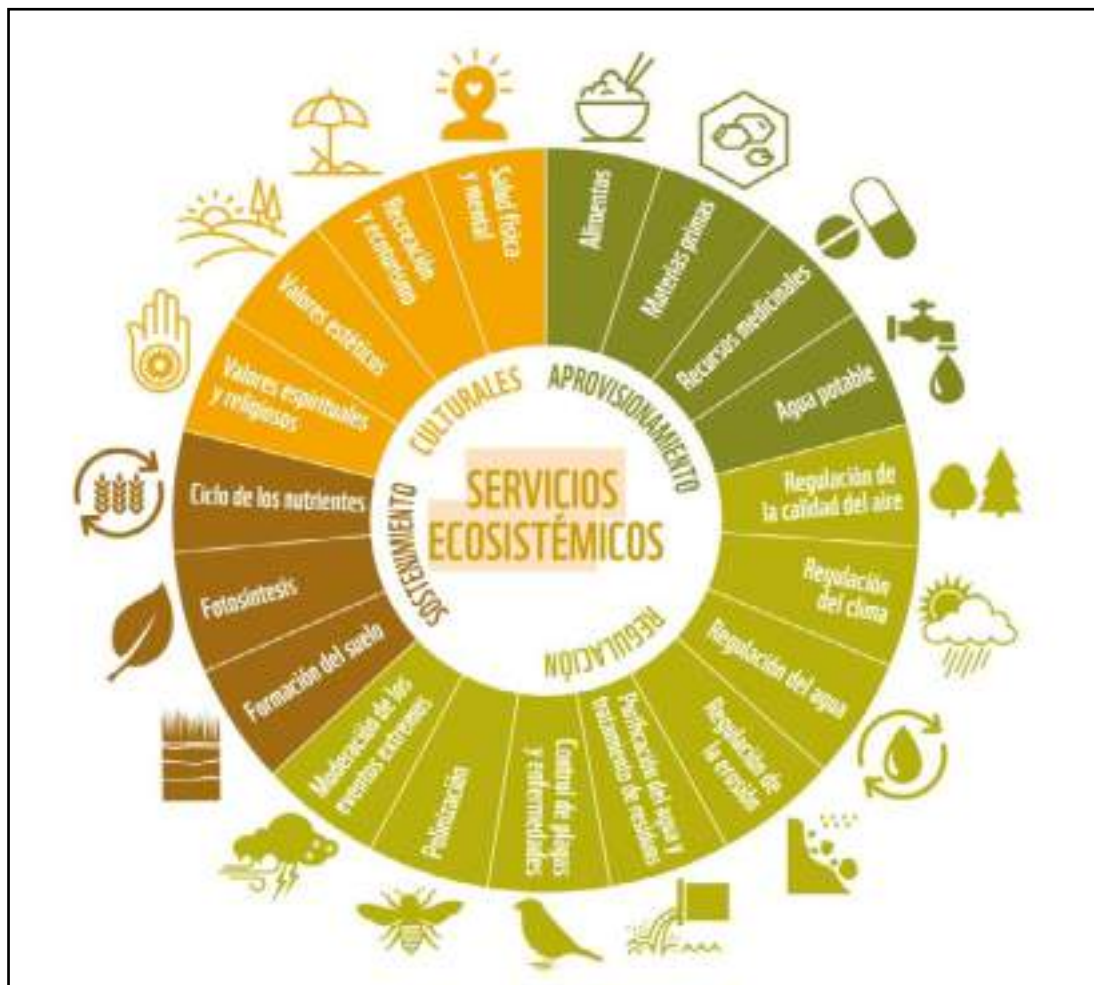 SERVICIOS
ECOSISTÉMICOS
APROVISIONAMIENTO
Alimentos
Materias primas
Recursos medicinales
Agua potable
REGULACIÓN
Regulación de
la calidad del aire
Regulación
del clima
Regulación del agua
Regulación de
la erosión
Purificación del agua y
tratamiento de residuos
Control de plagas
y enfermedades
Polinización
Moderación de los
eventos extremos
SOSTENIMIENTO
Formación del suelo
Fotosíntesis
Ciclo de los nutrientes
CULTURALES
Valores espirituales
y religiosos
Valores estéticos
Recreación
y ecoturismo
Salud física
y mental